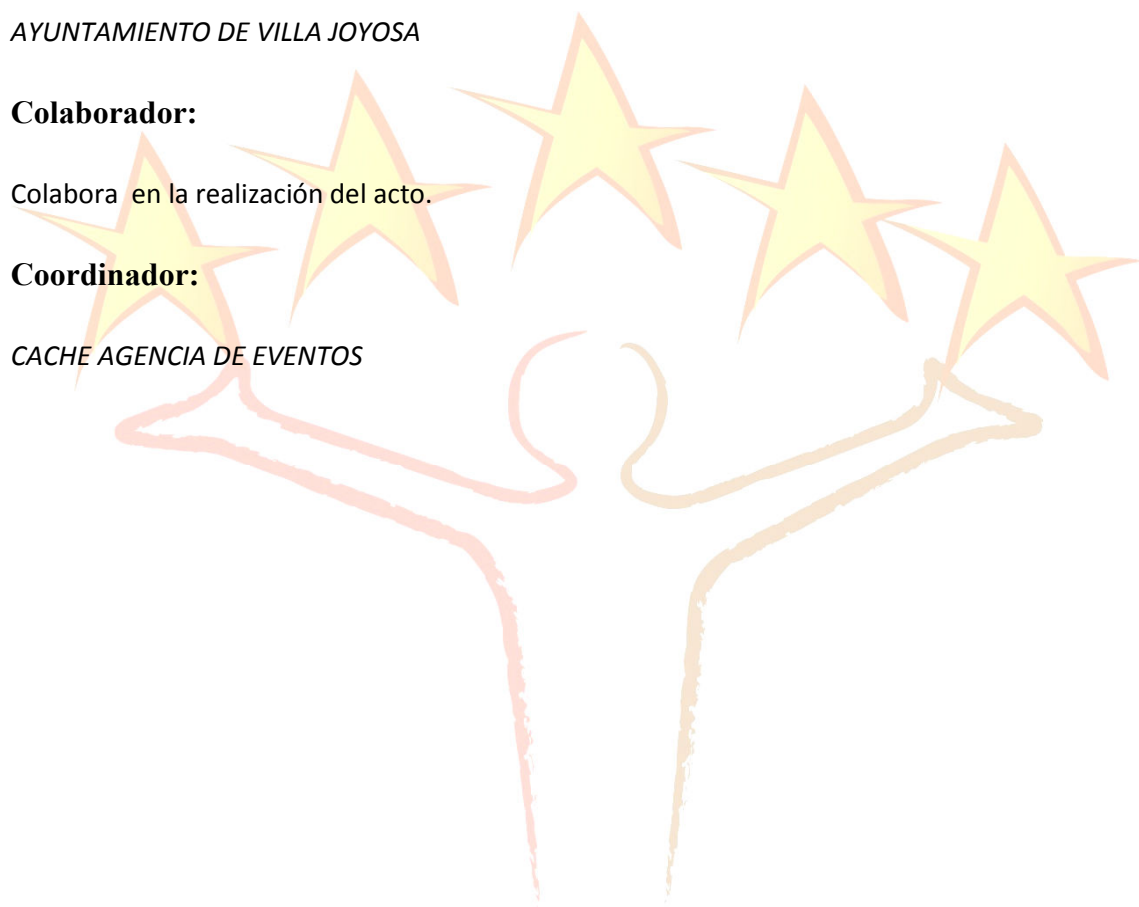 AYUNTAMIENTO DE VILLA JOYOSA
Colaborador:
Colabora  en la realización del acto.
Coordinador:
CACHE AGENCIA DE EVENTOS